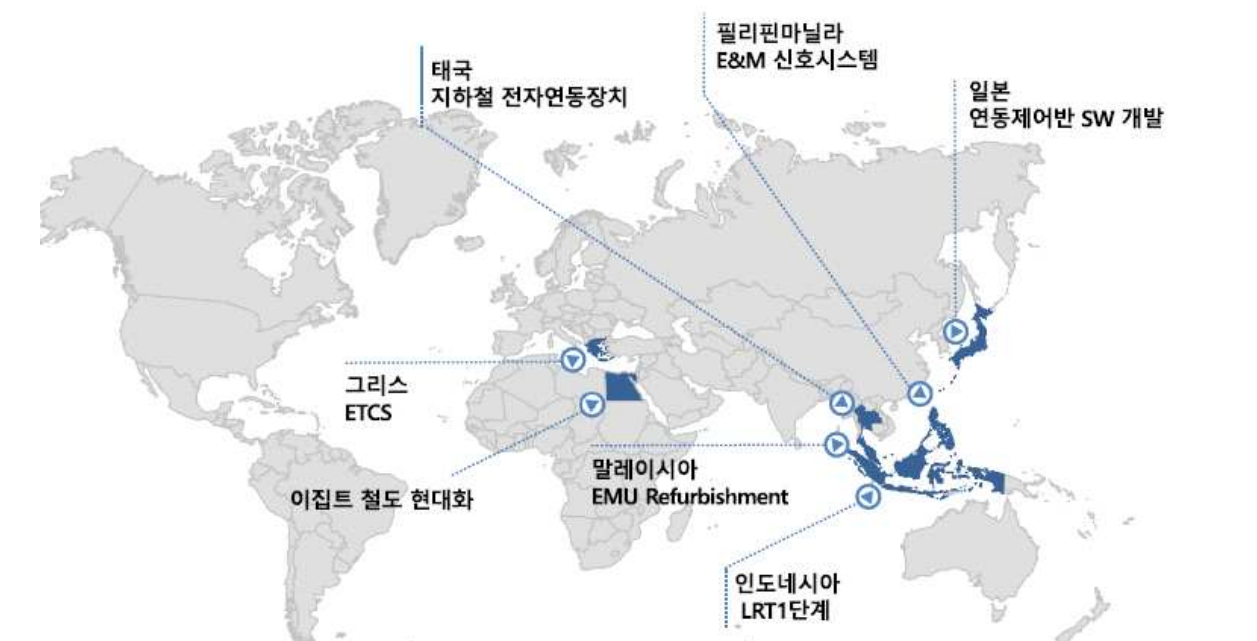 필리핀마닐라
E&M 신호시스템
태국
지하철 전자연동장치
일본
연동제어반 SW 개발
그리스
ETCS
이집트 철도 현대화
말레이시아
EMU Refurbishment
인도네시아
LRT1단계